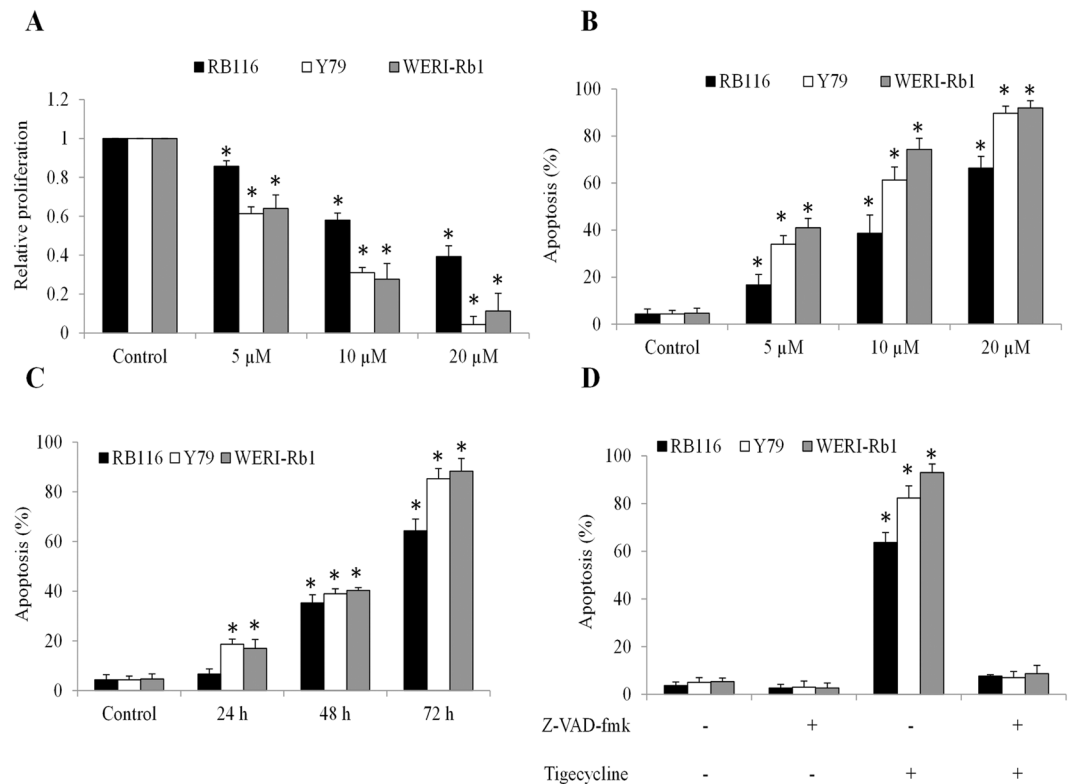 A
RB116 Y79 WERI-Rb1
Relative proliferation
1.2
1
0.8
0.6
0.4
0.2
0
* * * * * * * * *
Control 5 µM 10 µM 20 µM
B
RB116 Y79 WERI-Rb1
Apoptosis (%)
100
80
60
40
20
0
* * * * * * * * *
Control 5 µM 10 µM 20 µM
C
RB116 Y79 WERI-Rb1
Apoptosis (%)
100
80
60
40
20
0
* * * * * * * *
Control 24 h 48 h 72 h
D
RB116 Y79 WERI-Rb1
Apoptosis (%)
100
80
60
40
20
0
* * *
Z-VAD-fmk - + - +
Tigecycline - - + +